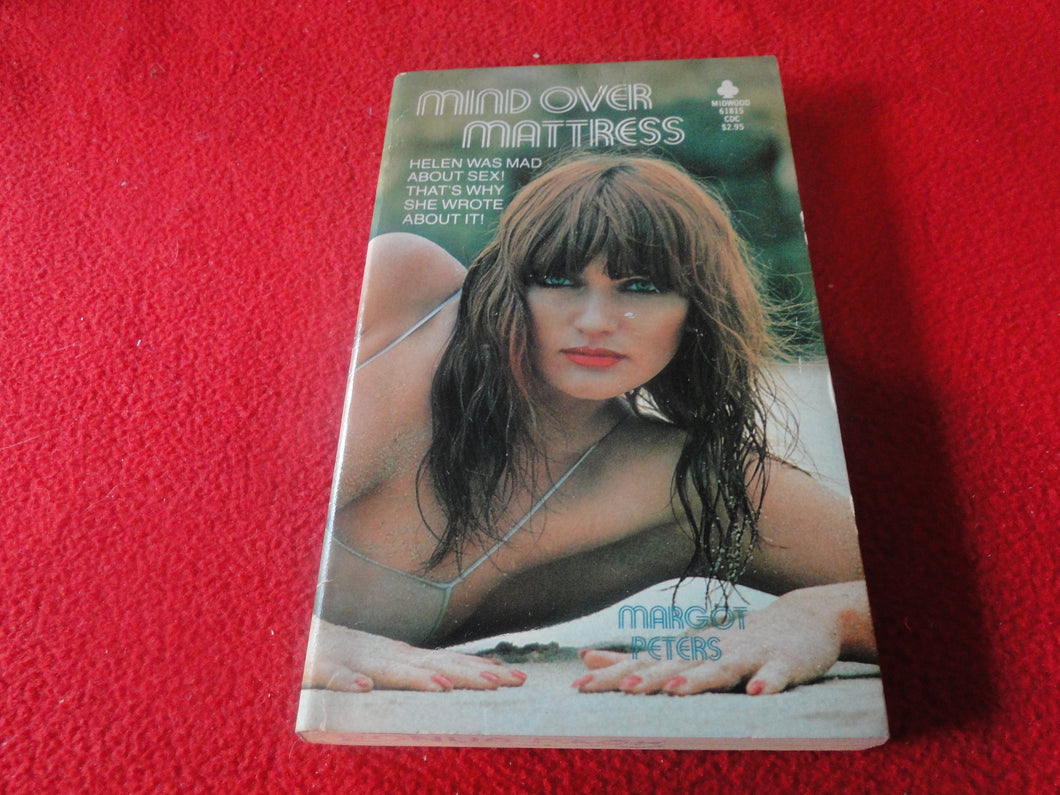 MIND OVER
MATTRESS
HELEN WAS MAD
ABOUT SEX!
THAT'S WHY
SHE WROTE
ABOUT IT!
MIDWOOD
61815
CDC
$2.95
MARGOT
PETERS